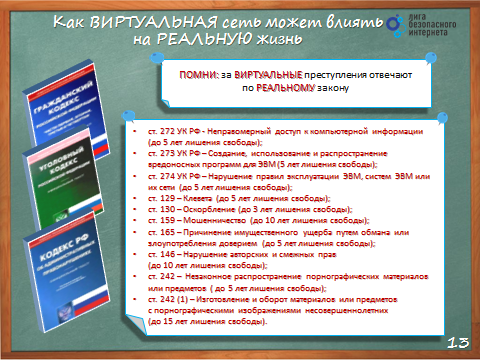 Как ВИРТУАЛЬНАЯ сеть может влиять
на РЕАЛЬНУЮ жизнь
лига
безопасного
интернета
ПОМНИ: за ВИРТУАЛЬНЫЕ преступления отвечают
по РЕАЛЬНОМУ закону
ГРАЖДАНСКИЙ
КОДЕКС
РОССИЙСКОЙ ФЕДЕРАЦИИ
УГОЛОВНЫЙ
КОДЕКС
РОССИЙСКОЙ ФЕДЕРАЦИИ
КОДЕКС РФ
ОБ АДМИНИСТРАТИВНЫХ
ПРАВОНАРУШЕНИЯХ
• ст. 272 УК РФ - Неправомерный доступ к компьютерной информации
(до 5 лет лишения свободы);
• ст. 273 УК РФ – Создание, использование и распространение
вредоносных программ для ЭВМ (5 лет лишения свободы);
• ст. 274 УК РФ – Нарушение правил эксплуатации ЭВМ, систем ЭВМ или
их сети (до 5 лет лишения свободы);
• ст. 129 – Клевета (до 5 лет лишения свободы);
• ст. 130 – Оскорбление (до 3 лет лишения свободы);
• ст. 159 – Мошенничество (до 10 лет лишения свободы);
• ст. 165 – Причинение имущественного ущерба путем обмана или
злоупотребления доверием (до 5 лет лишения свободы);
• ст. 146 – Нарушение авторских и смежных прав
(до 10 лет лишения свободы);
• ст. 242 – Незаконное распространение порнографических материалов
или предметов ( до 5 лет лишения свободы);
• ст. 242 (1) – Изготовление и оборот материалов или предметов
с порнографическими изображениями несовершеннолетних
(до 15 лет лишения свободы).
13